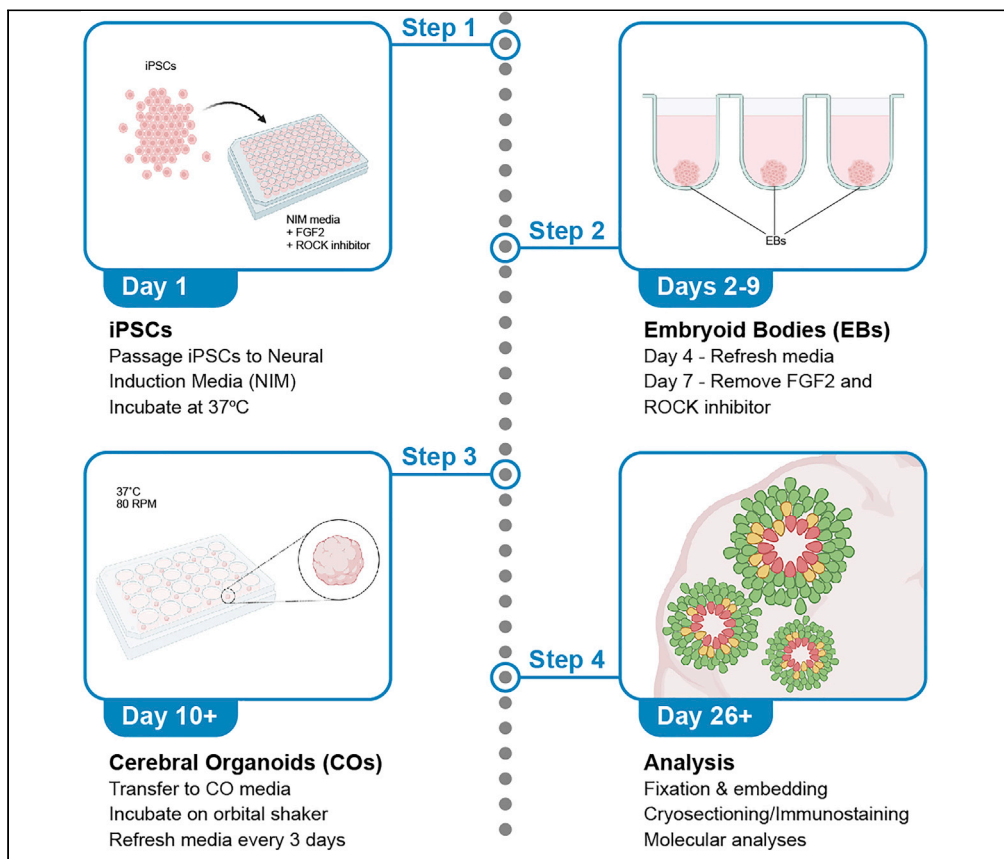 Step 1
iPSCs
NIM media
+ FGF2
+ ROCK inhibitor
Day 1
iPSCs
Passage iPSCs to Neural
Induction Media (NIM)
Incubate at 37ºC
Step 2
EBs
Days 2-9
Embryoid Bodies (EBs)
Day 4 - Refresh media
Day 7 - Remove FGF2 and
ROCK inhibitor
Step 3
37°C
80 RPM
Day 10+
Cerebral Organoids (COs)
Transfer to CO media
Incubate on orbital shaker
Refresh media every 3 days
Step 4
Day 26+
Analysis
Fixation & embedding
Cryosectioning/Immunostaining
Molecular analyses